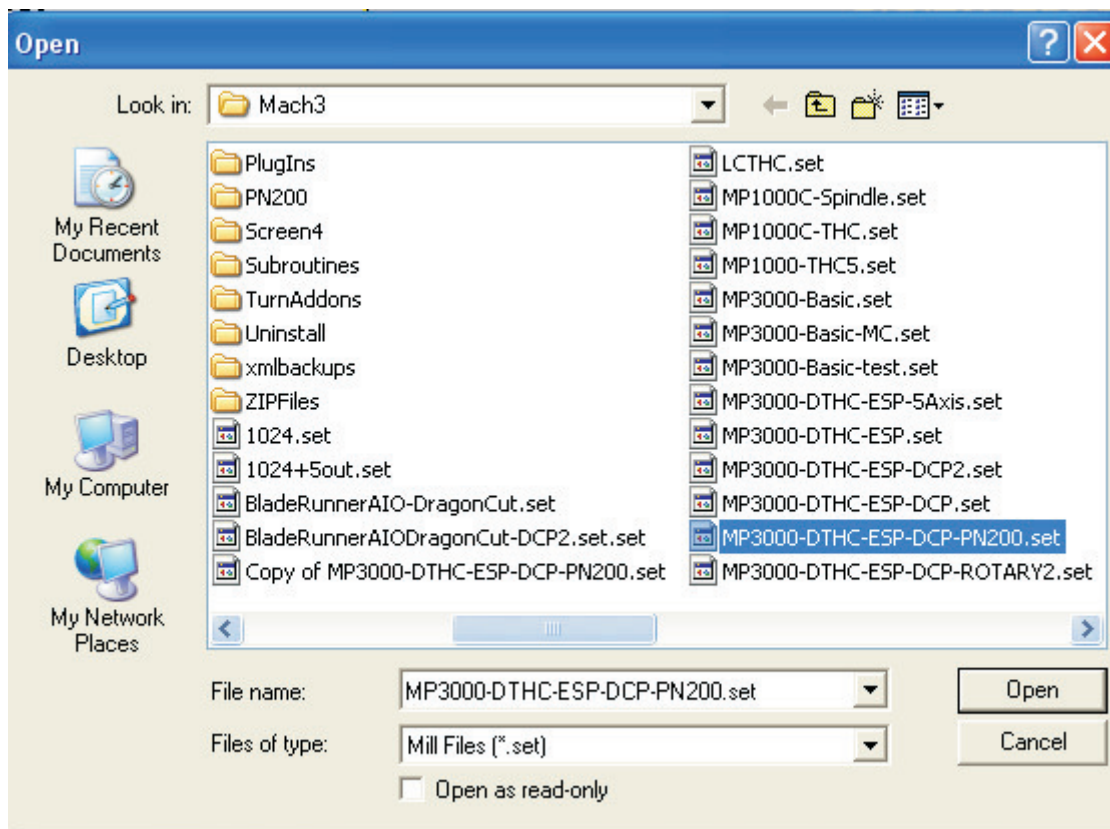 Open
Look in:
Mach3
My Recent
Documents
Desktop
My Computer
My Network
Places
PlugIns
PN200
Screen4
Subroutines
TurnAddons
Uninstall
xmlbackups
ZIPFiles
1024.set
1024+5out.set
BladeRunnerAIO-DragonCut.set
BladeRunnerAIODragonCut-DCP2.set.set
Copy of MP3000-DTHC-ESP-DCP-PN200.set
LCTHC.set
MP1000C-Spindle.set
MP1000C-THC.set
MP1000-THC5.set
MP3000-Basic.set
MP3000-Basic-MC.set
MP3000-Basic-test.set
MP3000-DTHC-ESP-5Axis.set
MP3000-DTHC-ESP.set
MP3000-DTHC-ESP-DCP2.set
MP3000-DTHC-ESP-DCP.set
MP3000-DTHC-ESP-DCP-PN200.set
MP3000-DTHC-ESP-DCP-ROTARY2.set
File name:
MP3000-DTHC-ESP-DCP-PN200.set
Open
Files of type:
Mill Files (*.set)
Cancel
Open as read-only